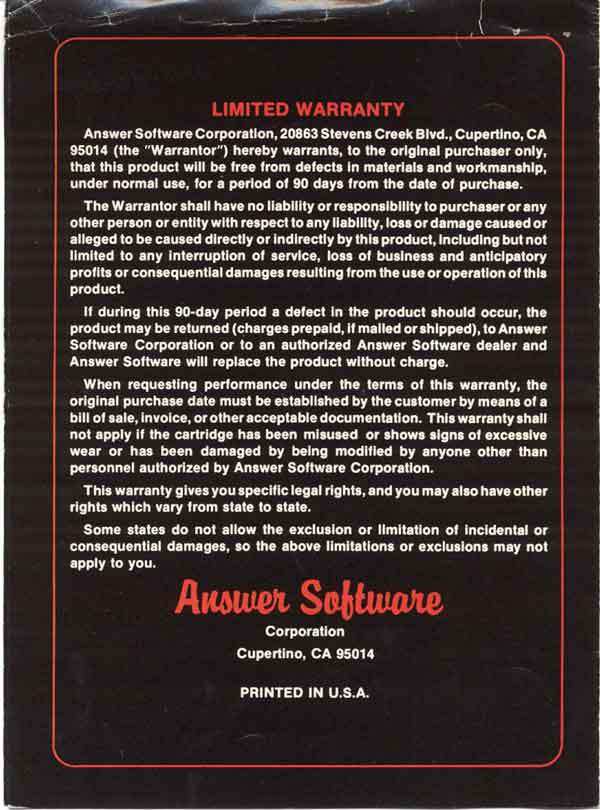 LIMITED WARRANTY
Answer Software Corporation, 20863 Stevens Creek Blvd., Cupertino, CA
95014 (the "Warrantor") hereby warrants, to the original purchaser only,
that this product will be free from defects in materials and workmanship,
under normal use, for a period of 90 days from the date of purchase.
The Warrantor shall have no liability or responsibility to purchaser or any
other person or entity with respect to any liability, loss or damage caused or
alleged to be caused directly or indirectly by this product, including but not
limited to any interruption of service, loss of business and anticipatory
profits or consequential damages resulting from the use or operation of this
product.
If during this 90-day period a defect in the product should occur, the
product may be returned (charges prepaid, if mailed or shipped), to Answer
Software Corporation or to an authorized Answer Software dealer and
Answer Software will replace the product without charge.
When requesting performance under the terms of this warranty, the
original purchase date must be established by the customer by means of a
bill of sale, invoice, or other acceptable documentation. This warranty shall
not apply if the cartridge has been misused or shows signs of excessive
wear or has been damaged by being modified by anyone other than
personnel authorized by Answer Software Corporation.
This warranty gives you specific legal rights, and you may also have other
rights which vary from state to state.
Some states do not allow the exclusion or limitation of incidental or
consequential damages, so the above limitations or exclusions may not
apply to you.
Answer Software
Corporation
Cupertino, CA 95014
PRINTED IN U.S.A.